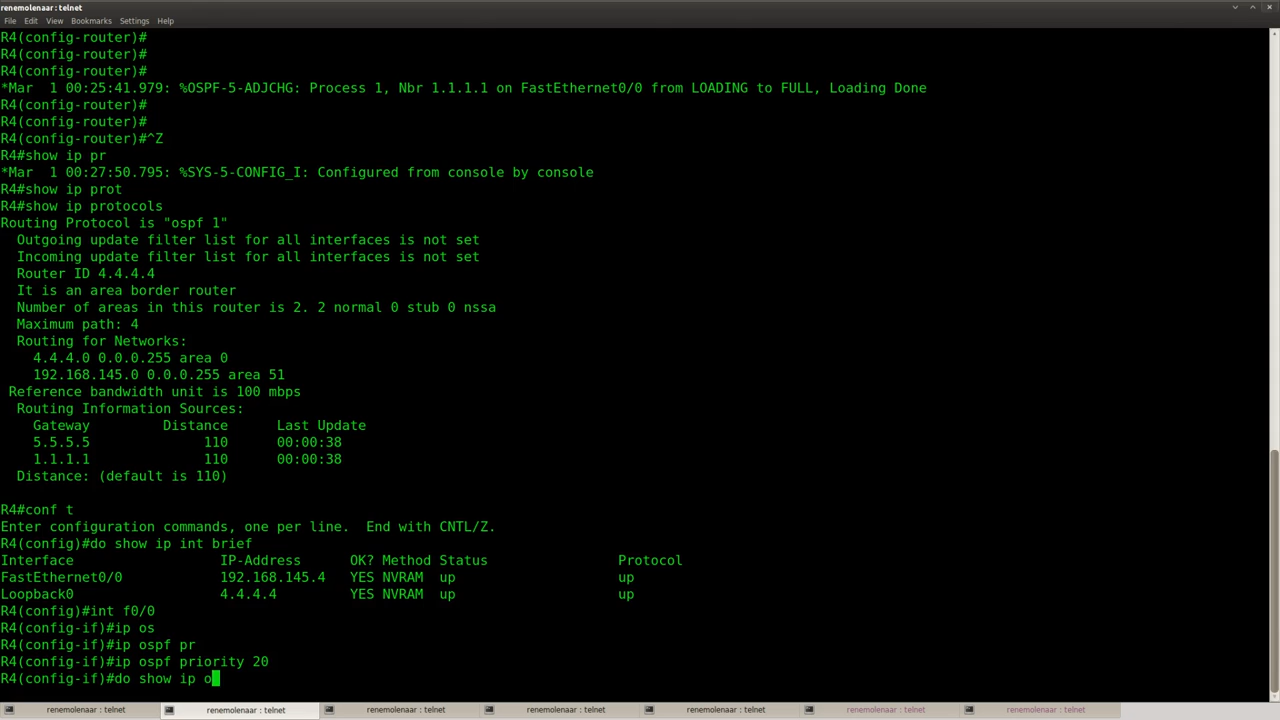 renemolenaar : telnet
File Edit View Bookmarks Settings Help
R4(config-router)#
R4(config-router)#
R4(config-router)#
*Mar  1 00:25:41.979: %OSPF-5-ADJCHG: Process 1, Nbr 1.1.1.1 on FastEthernet0/0 from LOADING to FULL, Loading Done
R4(config-router)#
R4(config-router)#
R4(config-router)#^Z
R4#show ip pr
*Mar  1 00:27:50.795: %SYS-5-CONFIG_I: Configured from console by console
R4#show ip prot
R4#show ip protocols
Routing Protocol is "ospf 1"
  Outgoing update filter list for all interfaces is not set
  Incoming update filter list for all interfaces is not set
  Router ID 4.4.4.4
  It is an area border router
  Number of areas in this router is 2. 2 normal 0 stub 0 nssa
  Maximum path: 4
  Routing for Networks:
    4.4.4.0 0.0.0.255 area 0
    192.168.145.0 0.0.0.255 area 51
 Reference bandwidth unit is 100 mbps
  Routing Information Sources:
    Gateway         Distance      Last Update
    5.5.5.5              110      00:00:38
    1.1.1.1              110      00:00:38
  Distance: (default is 110)
R4#conf t
Enter configuration commands, one per line.  End with CNTL/Z.
R4(config)#do show ip int brief
Interface                  IP-Address      OK? Method Status                Protocol
FastEthernet0/0            192.168.145.4   YES NVRAM  up                    up
Loopback0                  4.4.4.4         YES NVRAM  up                    up
R4(config)#int f0/0
R4(config-if)#ip os
R4(config-if)#ip ospf pr
R4(config-if)#ip ospf priority 20
R4(config-if)#do show ip o
renemolenaar : telnet renemolenaar : telnet renemolenaar : telnet renemolenaar : telnet renemolenaar : telnet renemolenaar : telnet renemolenaar : telnet